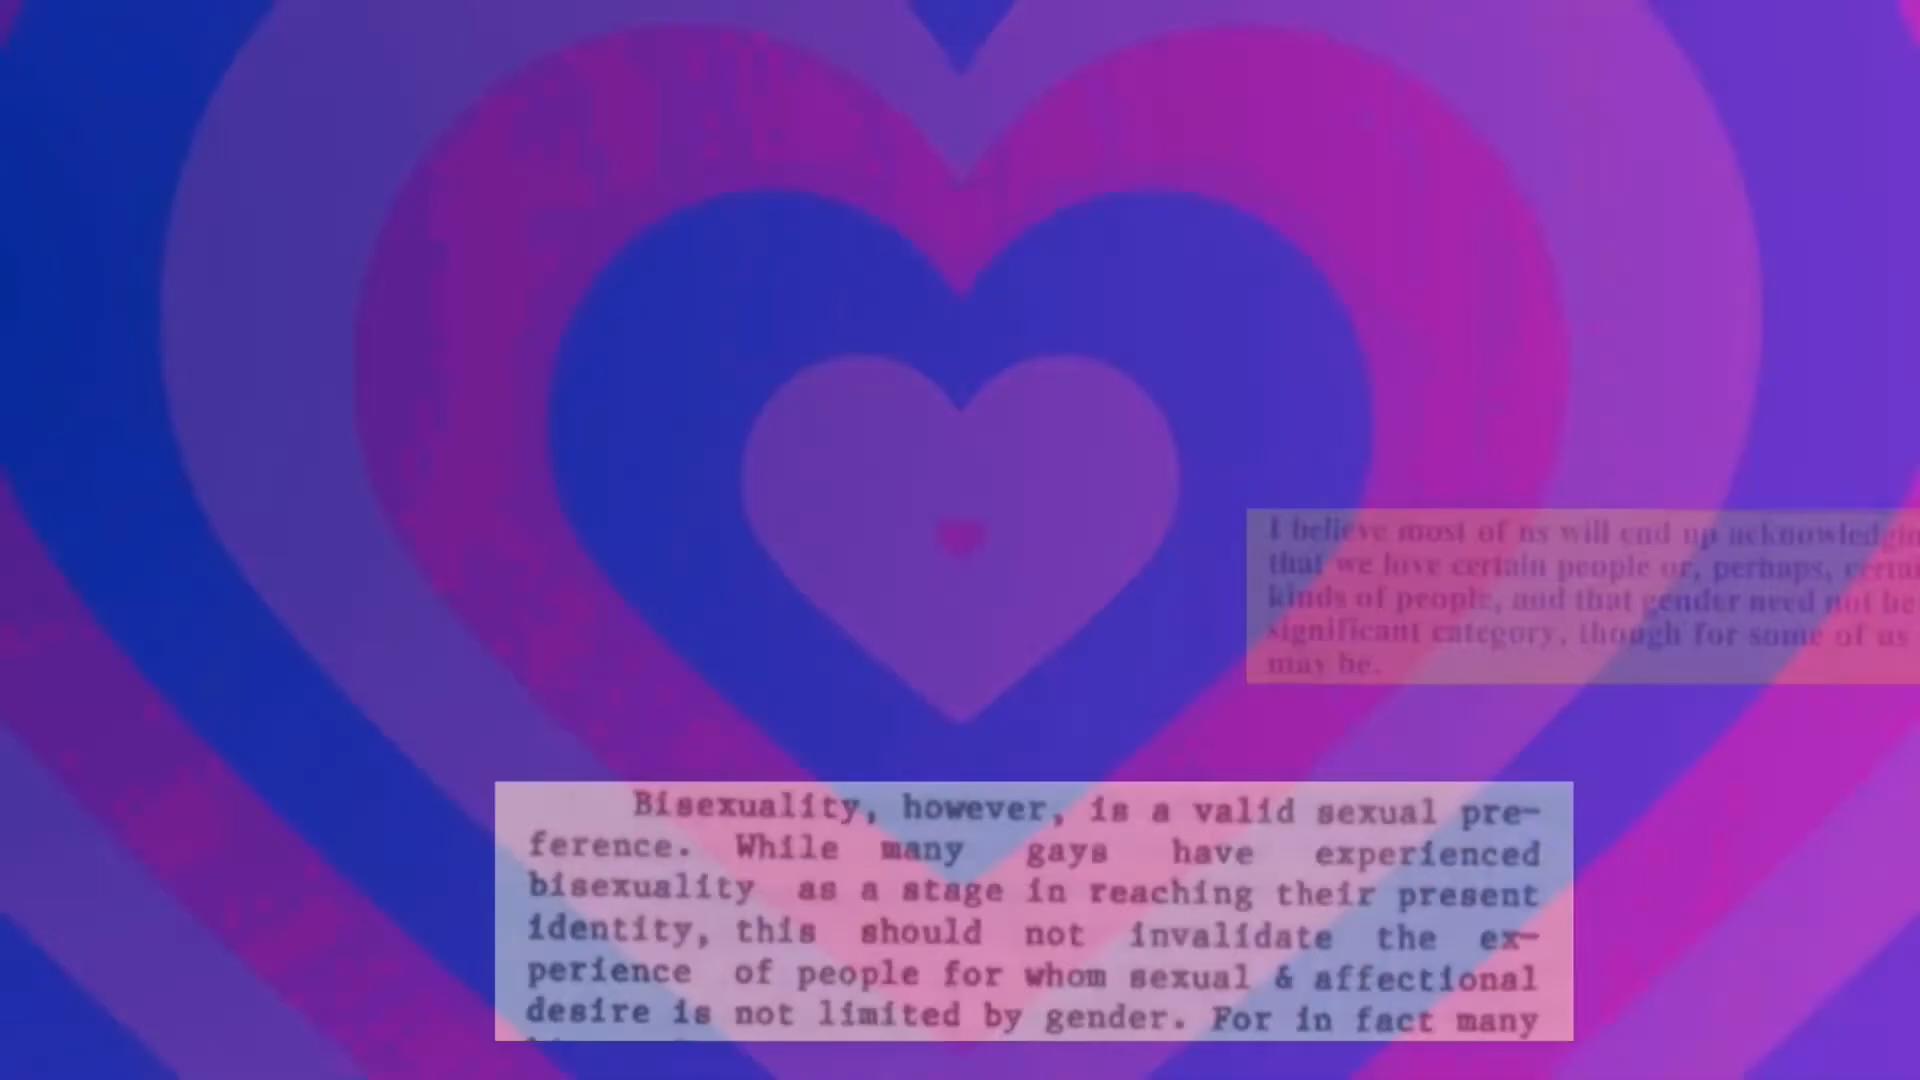 I believe most of us will end up
that we love certain people or, perhaps,
kinds of people, and that gender need not be
significant category, though for some of us
may be.
Bisexuality, however, is a valid sexual pre-
ference. While many gays have experienced
bisexuality as a stage in reaching their present
identity, this should not invalidate the ex-
perience of people for whom sexual & affectional
desire is not limited by gender. For in fact many